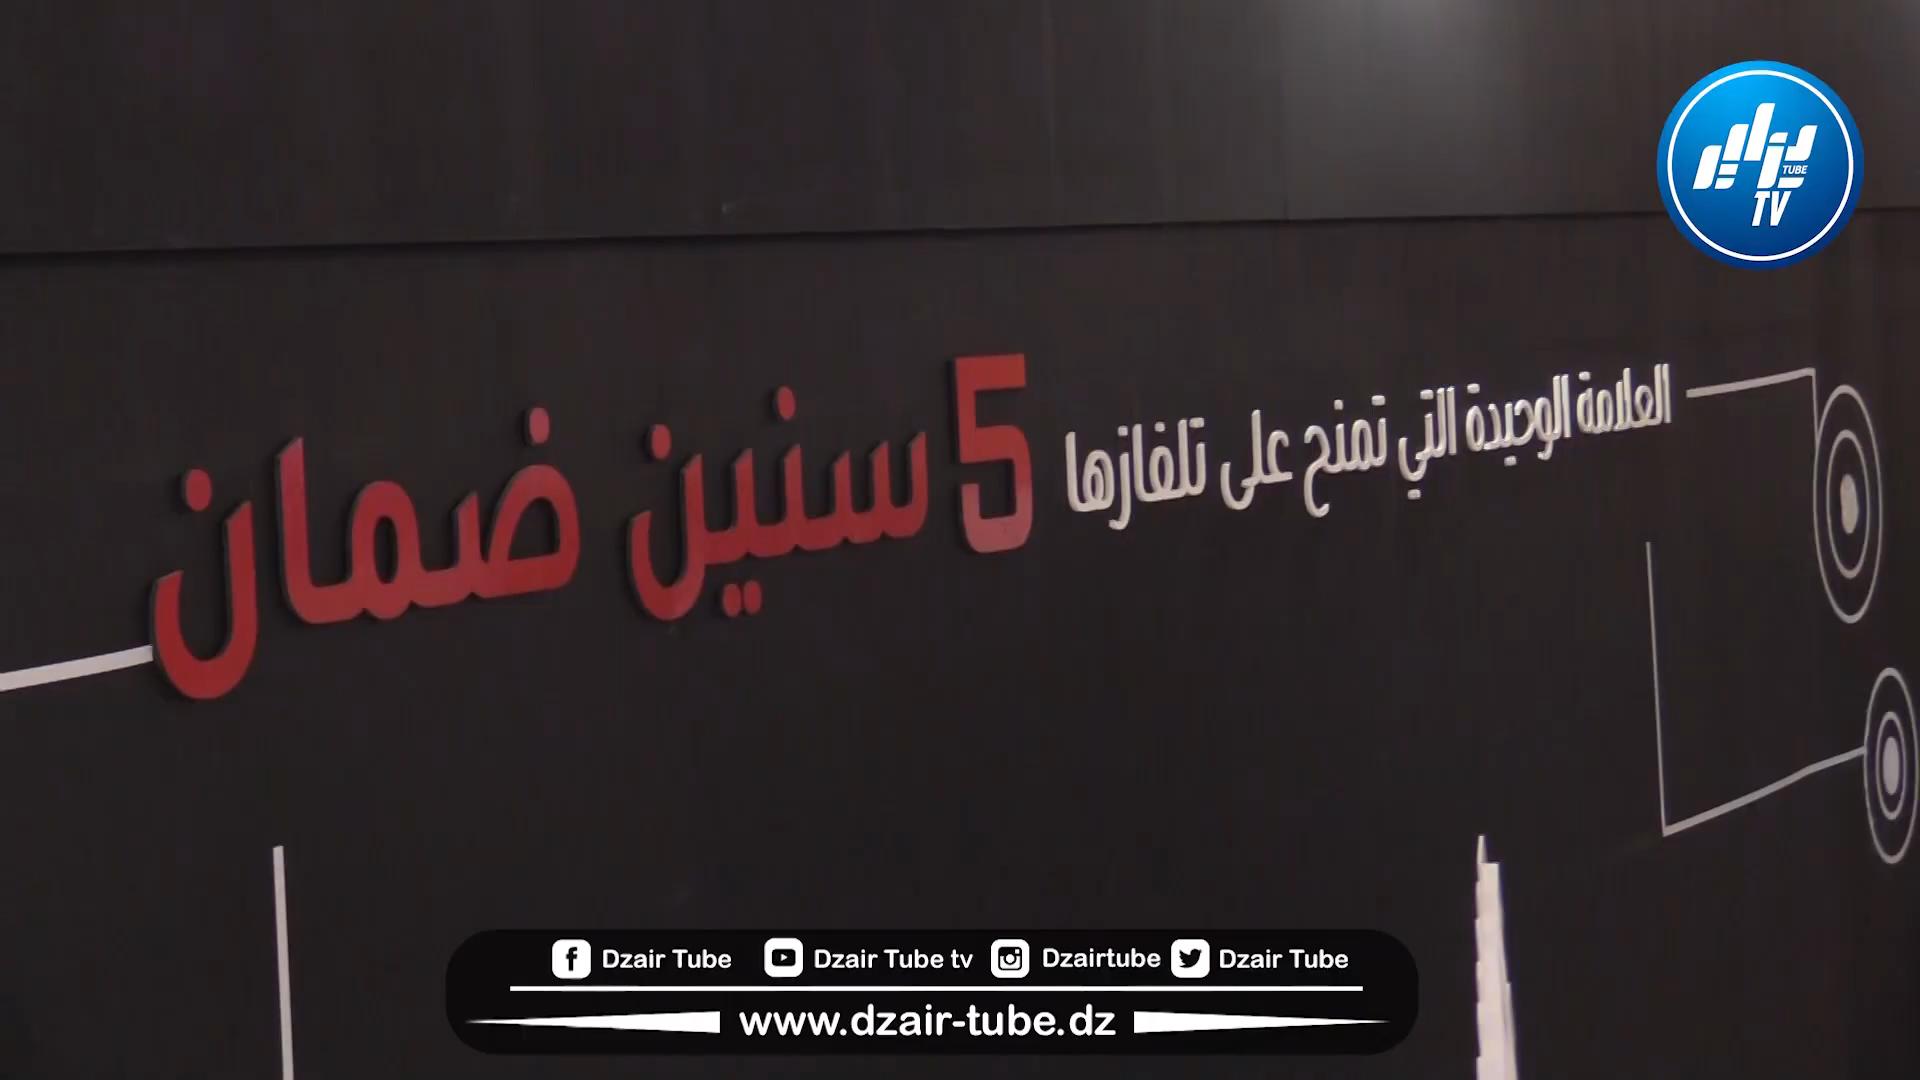 العلامة الوحيدة التي تمنح على تلفازها 5 سنين ضمان
دزاير TUBE
TV
Dzair Tube Dzair Tube tv Dzairtube Dzair Tube
www.dzair-tube.dz